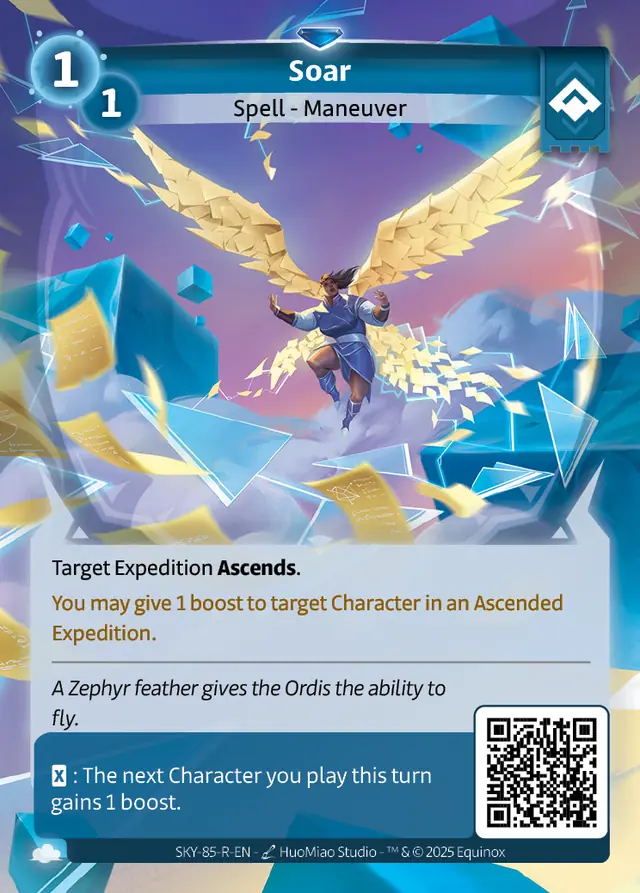 1
Soar
1
Spell - Maneuver
Target Expedition Ascends.
You may give 1 boost to target Character in an Ascended
Expedition.
A Zephyr feather gives the Ordis the ability to
fly.
X : The next Character you play this turn
gains 1 boost.
SKY-85-R-EN - HuoMiao Studio - ™ & © 2025 Equinox